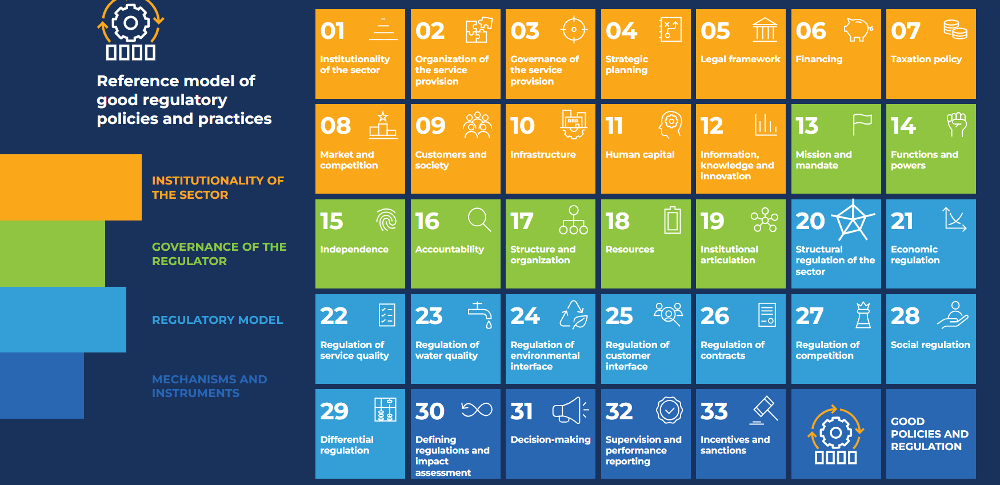 Reference model of
good regulatory
policies and practices
INSTITUTIONALITY OF
THE SECTOR
GOVERNANCE OF THE
REGULATOR
REGULATORY MODEL
MECHANISMS AND
INSTRUMENTS
01
Institutionality
of the sector
02
Organization of
the service
provision
03
Governance of
the service
provision
04
Strategic
planning
05
Legal framework
06
Financing
07
Taxation policy
08
Market and
competition
09
Customers and
society
10
Infrastructure
11
Human capital
12
Information,
knowledge and
innovation
13
Mission and
mandate
14
Functions and
powers
15
Independence
16
Accountability
17
Structure and
organization
18
Resources
19
Institutional
articulation
20
Structural
regulation of the
sector
21
Economic
regulation
22
Regulation of
service quality
23
Regulation of
water quality
24
Regulation of
environmental
interface
25
Regulation of
customer
interface
26
Regulation of
contracts
27
Regulation of
competition
28
Social regulation
29
Differential
regulation
30
Defining
regulations and
impact
assessment
31
Decision-making
32
Supervision and
performance
reporting
33
Incentives and
sanctions
GOOD
POLICIES AND
REGULATION